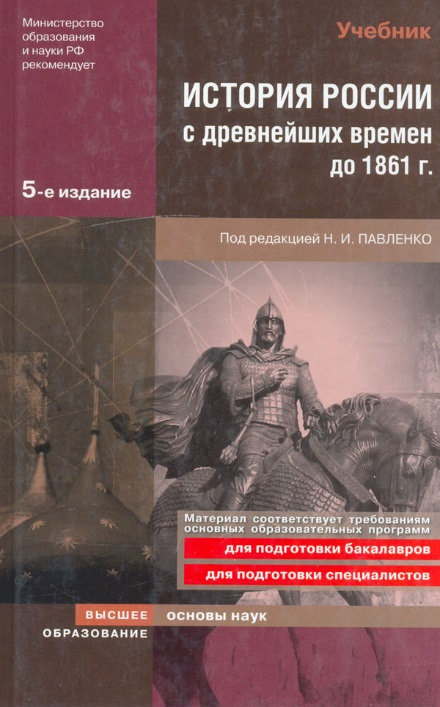 Министерство
образования
и науки РФ
рекомендует
Учебник
ИСТОРИЯ РОССИИ
с древнейших времен
до 1861 г.
5-е издание
Под редакцией Н. И. ПАВЛЕНКО
Материал соответствует требованиям
основных образовательных программ
для подготовки бакалавров
для подготовки специалистов
ВЫСШЕЕ
ОБРАЗОВАНИЕ
основы наук